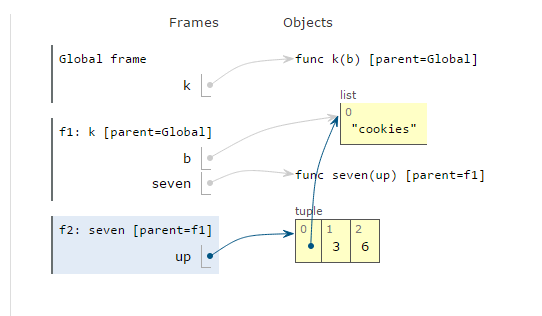 Frames Objects
Global frame
k
func k(b) [parent=Global]
list
0
"cookies"
f1: k [parent=Global]
b
seven
func seven(up) [parent=f1]
f2: seven [parent=f1]
up
tuple
0 1 2
3 6